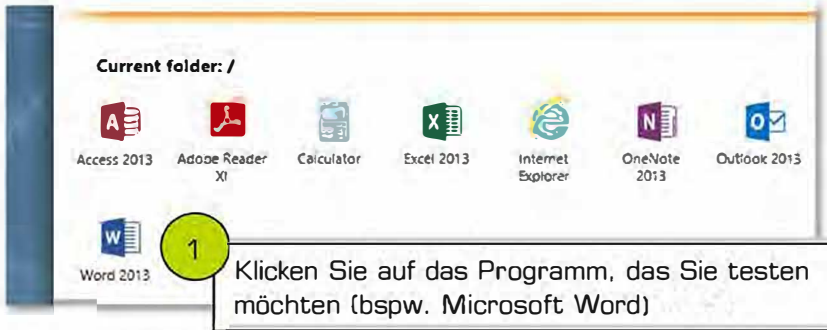 Current folder: /
Access 2013
Adobe Reader
XI
Calculator
Excel 2013
Internet
Explorer
OneNote
2013
Outlook 2013
Word 2013
1
Klicken Sie auf das Programm, das Sie testen
möchten (bspw. Microsoft Word)